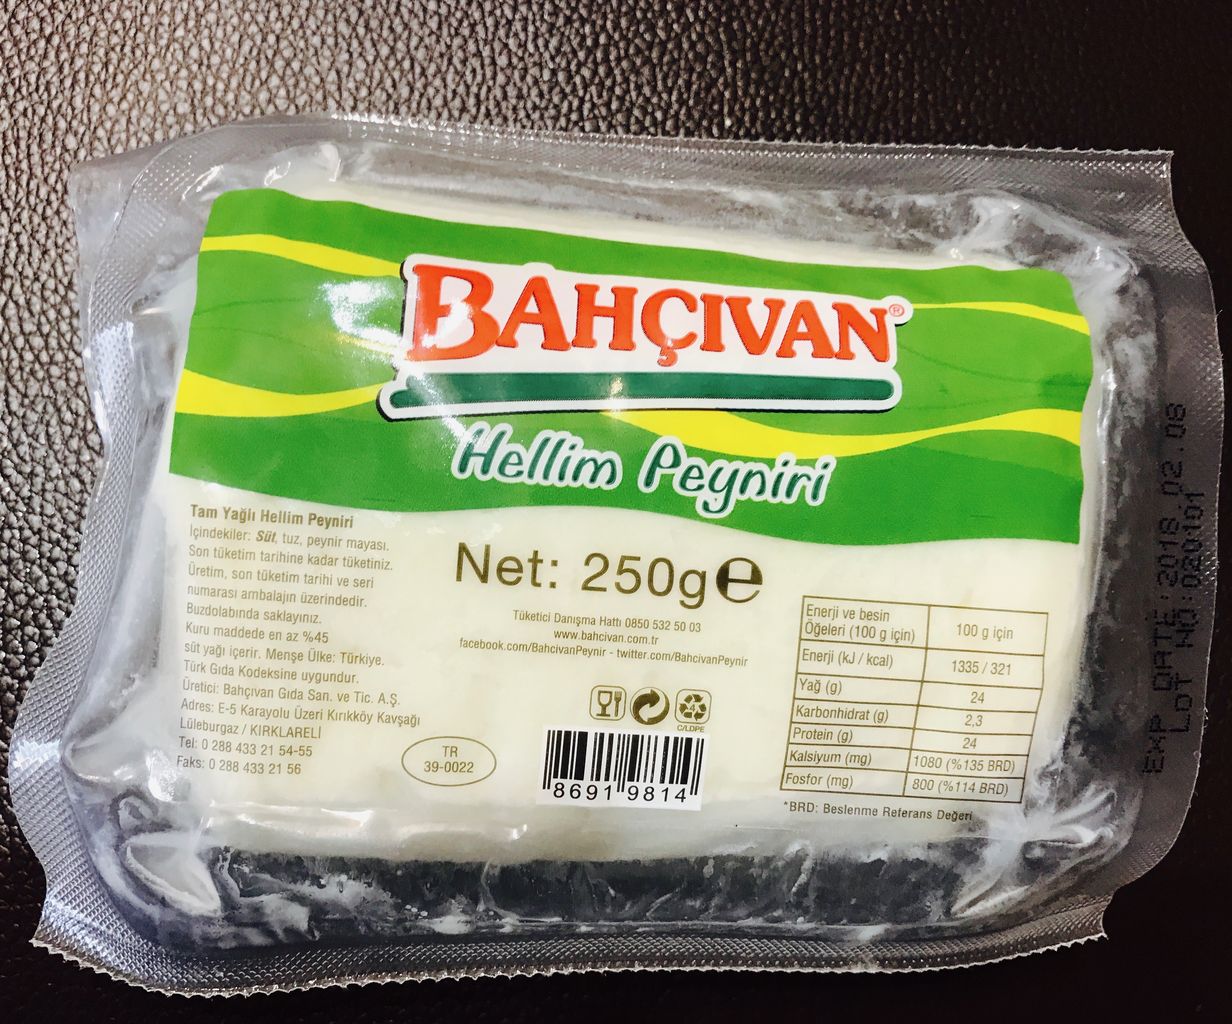 BAHÇIVAN®
Hellim Peyniri
Tam Yağlı Hellim Peyniri
İçindekiler: Süt, tuz, peynir mayası.
Son tüketim tarihine kadar tüketiniz.
Üretim, son tüketim tarihi ve seri
numarası ambalajın üzerindedir.
Buzdolabında saklayınız.
Kuru maddede en az %45
süt yağı içerir. Menşe Ülke: Türkiye.
Türk Gıda Kodeksine uygundur.
Üretici: Bahçıvan Gıda San. ve Tic. A.Ş.
Adres: E-5 Karayolu Üzeri Kırıkköy Kavşağı
Lüleburgaz / KIRKLARELİ
Tel: 0 288 433 21 54-55
Faks: 0 288 433 21 56
TR
39-0022
Net: 250g℮
Tüketici Danışma Hattı 0850 532 50 03
www.bahcivan.com.tr
facebook.com/BahcivanPeynir - twitter.com/BahcivanPeynir
4
C/LDPE
8691 9814
Enerji ve besin Öğeleri (100 g için) 100 g için
Enerji (kJ / kcal) 1335 / 321
Yağ (g) 24
Karbonhidrat (g) 2,3
Protein (g) 24
Kalsiyum (mg) 1080 (%135 BRD)
Fosfor (mg) 800 (%114 BRD)
*BRD: Beslenme Referans Değeri
EXP DATE:2018.02.08
LOT NO:020101